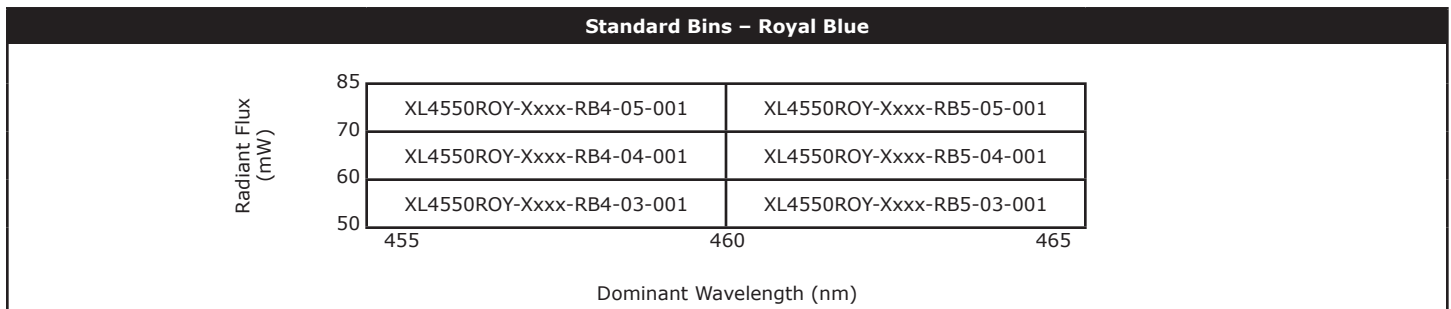 Standard Bins – Royal Blue
Radiant Flux
(mW)
85
XL4550ROY-Xxxx-RB4-05-001 XL4550ROY-Xxxx-RB5-05-001
70
XL4550ROY-Xxxx-RB4-04-001 XL4550ROY-Xxxx-RB5-04-001
60
XL4550ROY-Xxxx-RB4-03-001 XL4550ROY-Xxxx-RB5-03-001
50
455 460 465
Dominant Wavelength (nm)